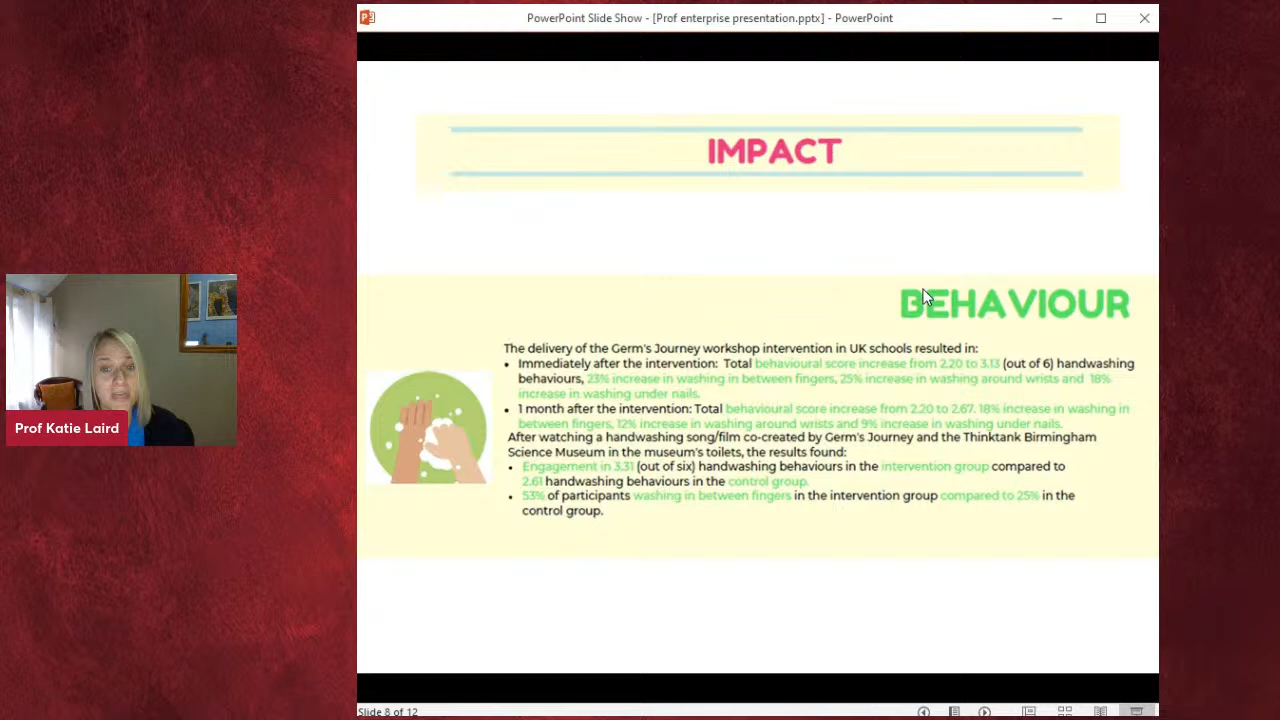 PowerPoint Slide Show - [Prof enterprise presentation.pptx] - PowerPoint
IMPACT
BEHAVIOUR
The delivery of the Germ's Journey workshop intervention in UK schools resulted in:
• Immediately after the intervention: Total behavioural score increase from 2.20 to 3.13 (out of 6) handwashing
behaviours, 23% increase in washing in between fingers, 25% increase in washing around wrists and 18%
increase in washing under nails.
• 1 month after the intervention: Total behavioural score increase from 2.20 to 2.67. 18% increase in washing in
between fingers, 12% increase in washing around wrists and 9% increase in washing under nails.
After watching a handwashing song/film co-created by Germ's Journey and the Thinktank Birmingham
Science Museum in the museum's toilets, the results found:
• Engagement in 3.31 (out of six) handwashing behaviours in the intervention group compared to
2.61 handwashing behaviours in the control group.
• 53% of participants washing in between fingers in the intervention group compared to 25% in the
control group.
Prof Katie Laird
Slide 8 of 12